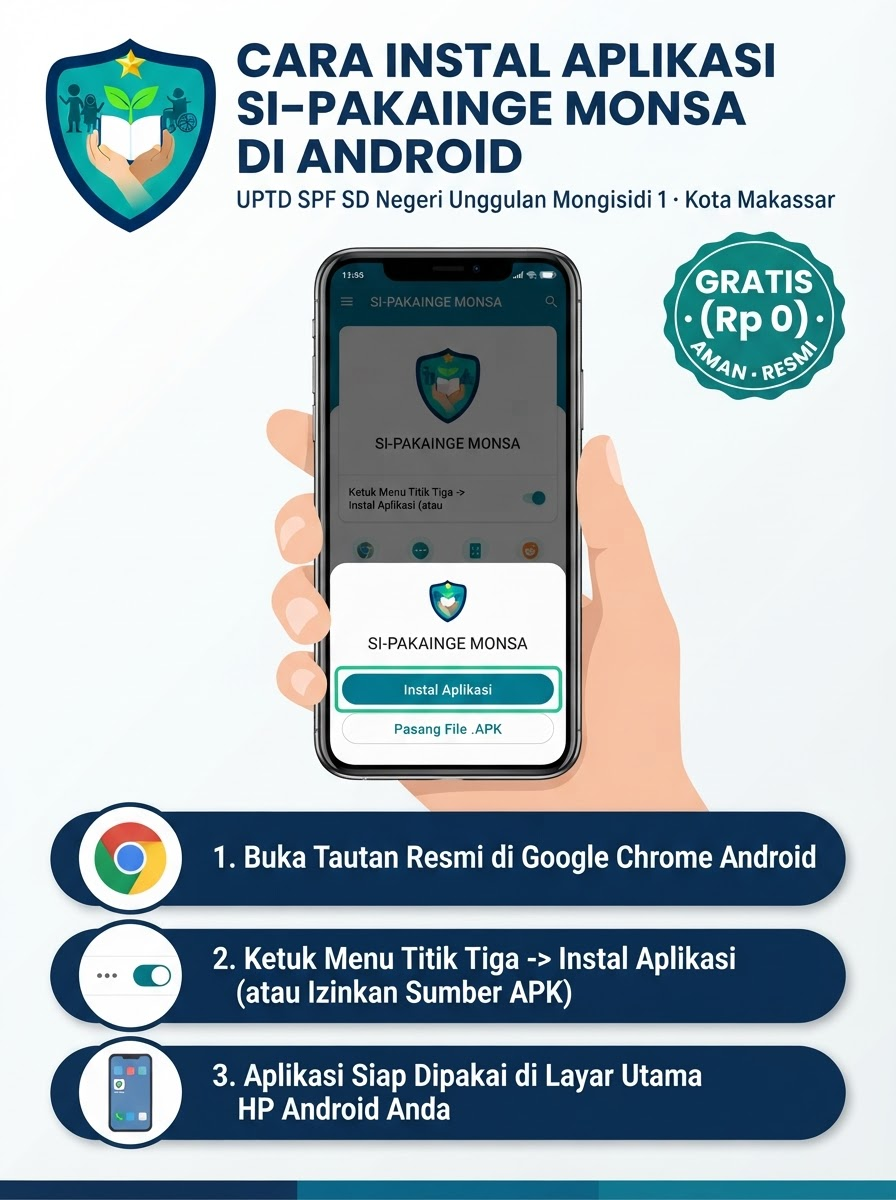 CARA INSTAL APLIKASI
SI-PAKAINGE MONSA
DI ANDROID
UPTD SPF SD Negeri Unggulan Mongisidi 1 · Kota Makassar
GRATIS
(Rp 0)
AMAN · RESMI
11:55
SI-PAKAINGE MONSA
SI-PAKAINGE MONSA
Ketuk Menu Titik Tiga ->
Instal Aplikasi (atau
SI-PAKAINGE MONSA
Instal Aplikasi
Pasang File .APK
1. Buka Tautan Resmi di Google Chrome Android
2. Ketuk Menu Titik Tiga -> Instal Aplikasi
(atau Izinkan Sumber APK)
3. Aplikasi Siap Dipakai di Layar Utama
HP Android Anda